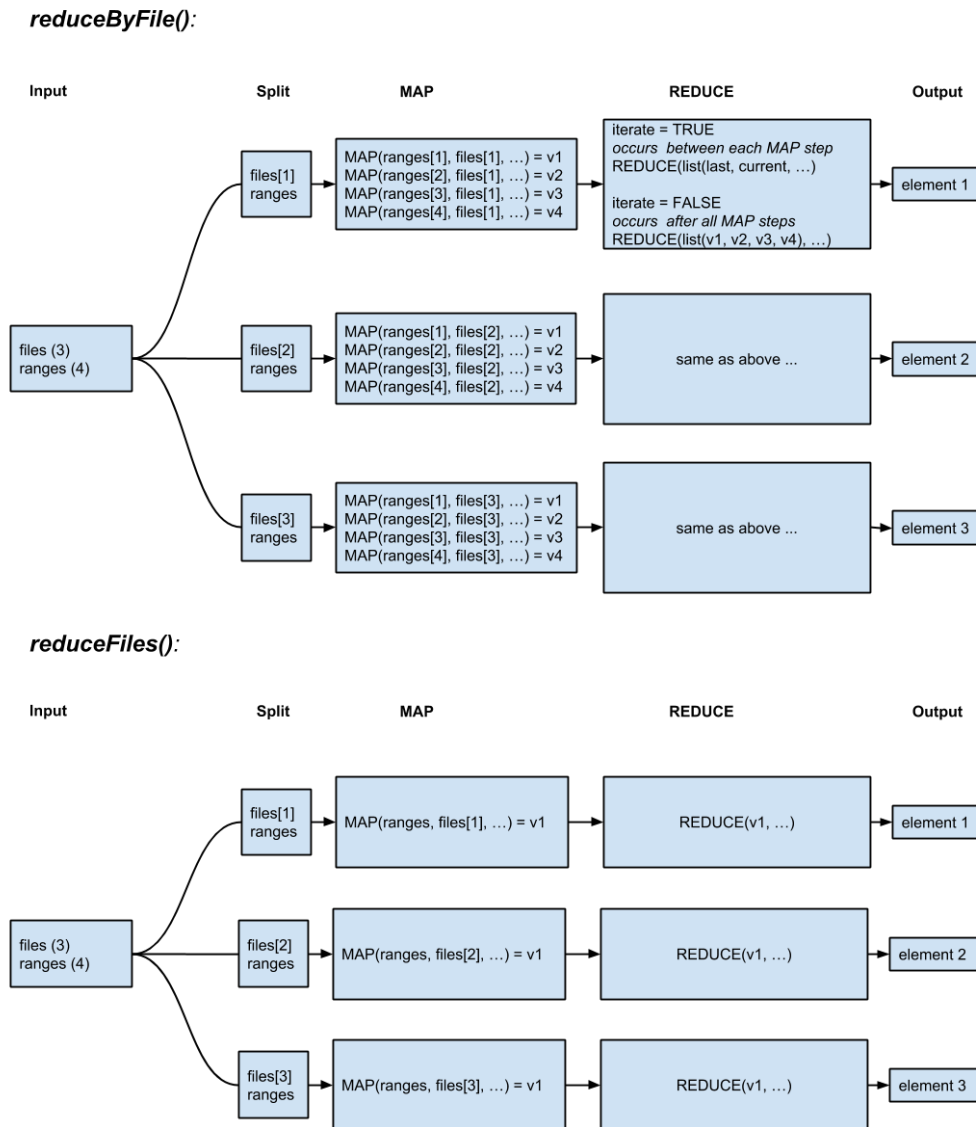 reduceByFile():
Input
Split
MAP
REDUCE
Output
files (3)
ranges (4)
files[1]
ranges
MAP(ranges[1], files[1], …) = v1
MAP(ranges[2], files[1], …) = v2
MAP(ranges[3], files[1], …) = v3
MAP(ranges[4], files[1], …) = v4
iterate = TRUE
occurs between each MAP step
REDUCE(list(last, current, …)
iterate = FALSE
occurs after all MAP steps
REDUCE(list(v1, v2, v3, v4), …)
element 1
files[2]
ranges
MAP(ranges[1], files[2], …) = v1
MAP(ranges[2], files[2], …) = v2
MAP(ranges[3], files[2], …) = v3
MAP(ranges[4], files[2], …) = v4
same as above ...
element 2
files[3]
ranges
MAP(ranges[1], files[3], …) = v1
MAP(ranges[2], files[3], …) = v2
MAP(ranges[3], files[3], …) = v3
MAP(ranges[4], files[3], …) = v4
same as above ...
element 3
reduceFiles():
Input
Split
MAP
REDUCE
Output
files (3)
ranges (4)
files[1]
ranges
MAP(ranges, files[1], …) = v1
REDUCE(v1, …)
element 1
files[2]
ranges
MAP(ranges, files[2], …) = v1
REDUCE(v1, …)
element 2
files[3]
ranges
MAP(ranges, files[3], …) = v1
REDUCE(v1, …)
element 3